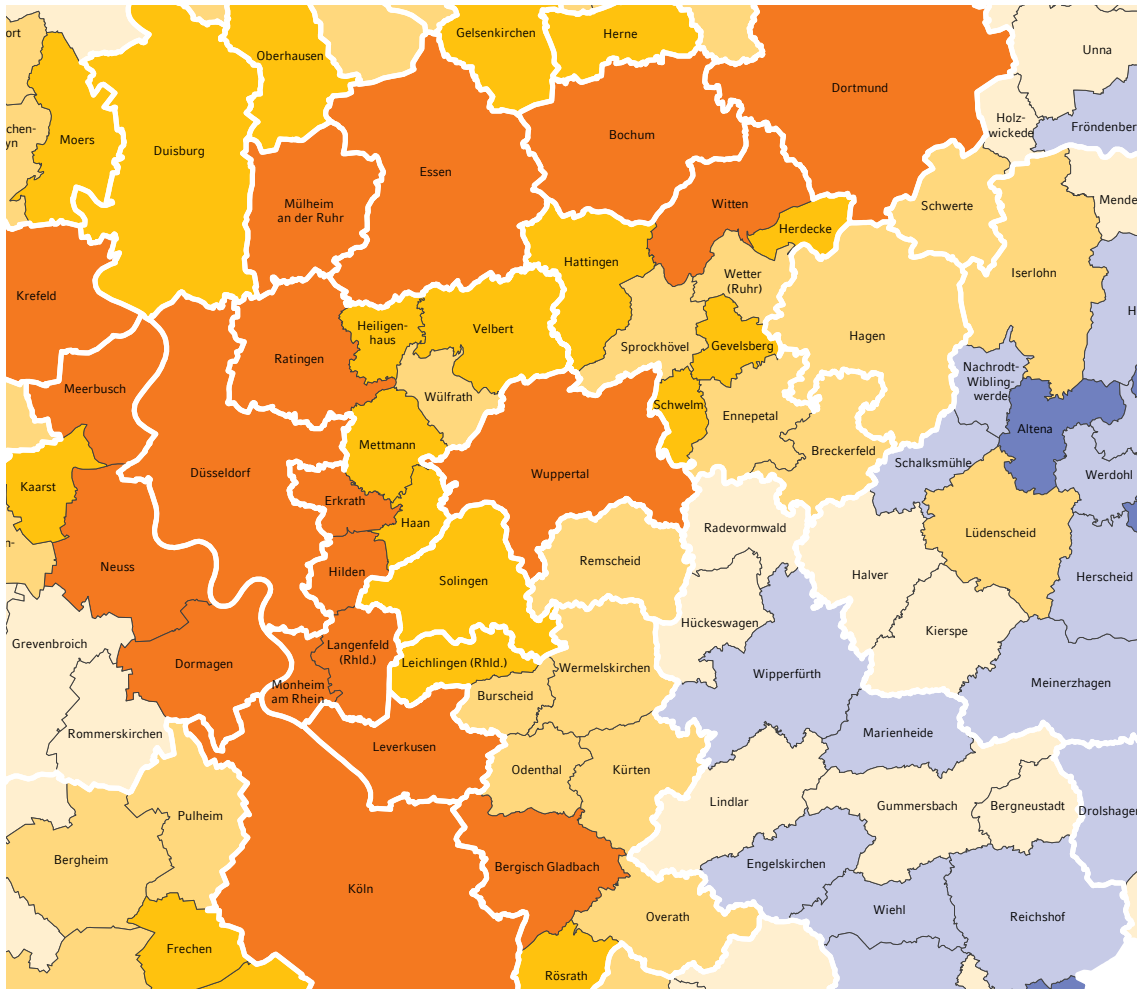 ort
Oberhausen
Gelsenkirchen
Herne
Unna
Dortmund
Holz-
wickede
Fröndenber
chen-
yn
Moers
Duisburg
Essen
Bochum
Mülheim
an der Ruhr
Witten
Herdecke
Schwerte
Mende
Krefeld
Hattingen
Wetter
(Ruhr)
Iserlohn
H
Ratingen
Heiligen-
haus
Velbert
Sprockhövel
Gevelsberg
Hagen
Meerbusch
Wülfrath
Schwelm
Ennepetal
Nachrodt-
Wibling-
werde
Altena
Mettmann
Breckerfeld
Schalksmühle
Werdohl
Kaarst
Düsseldorf
Wuppertal
Erkrath
Haan
Radevormwald
Lüdenscheid
n-
Neuss
Hilden
Solingen
Remscheid
Halver
Herscheid
Grevenbroich
Dormagen
Langenfeld
(Rhld.)
Leichlingen (Rhld.)
Wermelskirchen
Hückeswagen
Kierspe
Monheim
am Rhein
Burscheid
Wipperfürth
Meinerzhagen
Rommerskirchen
Leverkusen
Odenthal
Kürten
Marienheide
Pulheim
Lindlar
Gummersbach
Bergneustadt
Drolshagen
Bergheim
Köln
Bergisch Gladbach
Engelskirchen
Overath
Wiehl
Reichshof
Frechen
Rösrath